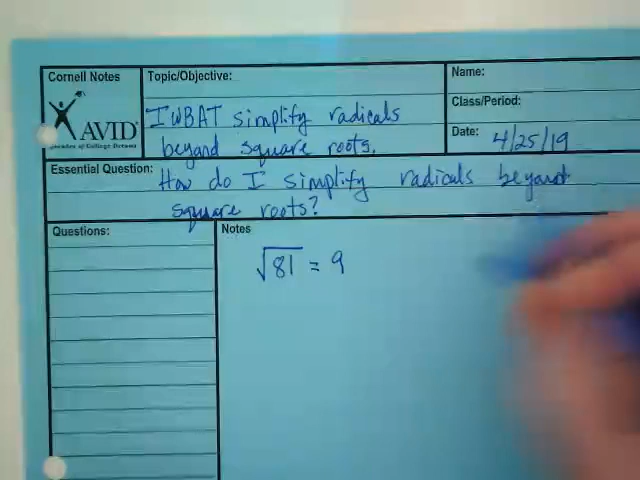 Cornell Notes
Topic/Objective:
Name:
IWBAT simplify radicals
beyond square roots.
Class/Period:
AVID
Date: 4/25/19
Essential Question: How do I simplify radicals beyond
square roots?
Questions:
Notes
√81 = 9